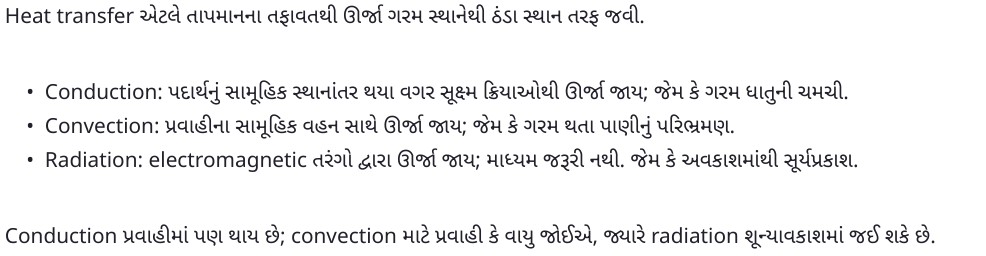 Heat transfer એટલે તાપમાનના તફાવતથી ઊર્જા ગરમ સ્થાનેથી ઠંડા સ્થાન તરફ જવી.
• Conduction: પદાર્થનું સામૂહિક સ્થાનાંતર થયા વગર સૂક્ષ્મ ક્રિયાઓથી ઊર્જા જાય; જેમ કે ગરમ ધાતુની ચમચી.
• Convection: પ્રવાહીના સામૂહિક વહન સાથે ઊર્જા જાય; જેમ કે ગરમ થતા પાણીનું પરિભ્રમણ.
• Radiation: electromagnetic તરંગો દ્વારા ઊર્જા જાય; માધ્યમ જરૂરી નથી. જેમ કે અવકાશમાંથી સૂર્યપ્રકાશ.
Conduction પ્રવાહીમાં પણ થાય છે; convection માટે પ્રવાહી કે વાયુ જોઈએ, જ્યારે radiation શૂન્યાવકાશમાં જઈ શકે છે.